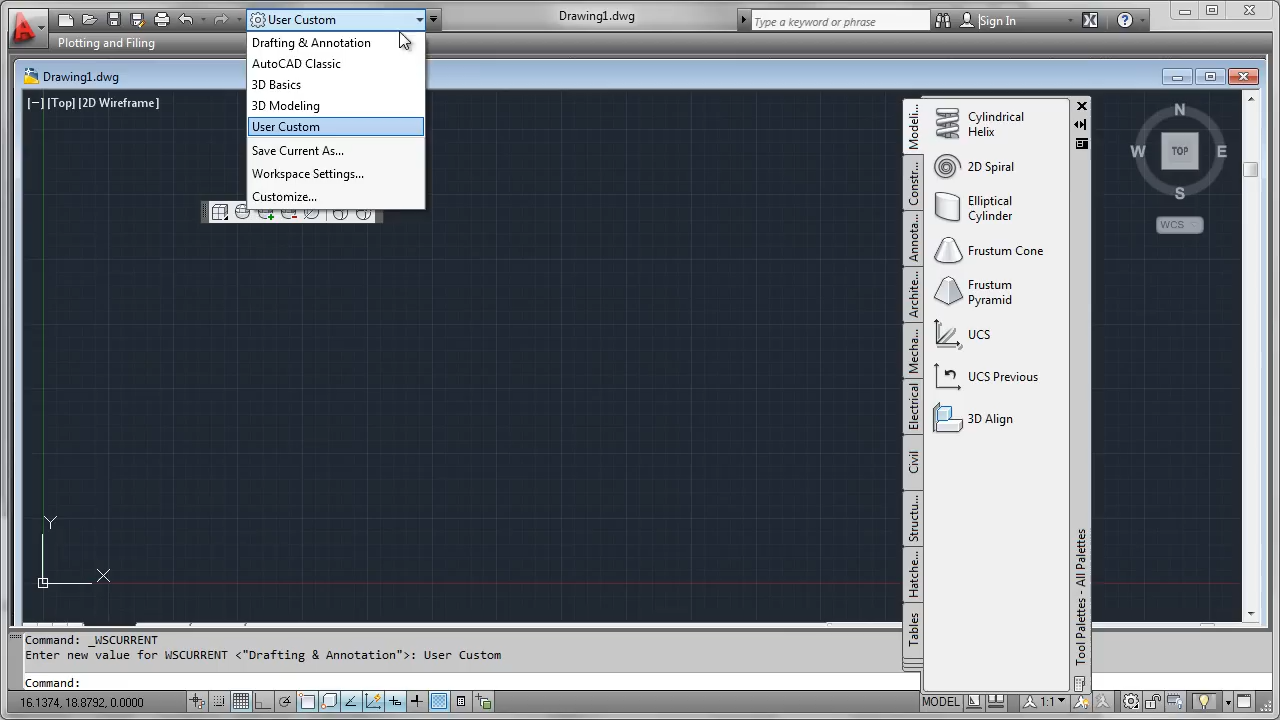 User Custom
Drawing1.dwg
Type a keyword or phrase
Sign In
Plotting and Filing
Drafting & Annotation
AutoCAD Classic
3D Basics
3D Modeling
User Custom
Save Current As...
Workspace Settings...
Customize...
Drawing1.dwg
[−] [Top] [2D Wireframe]
Modeli...
Constr...
Annota...
Archite...
Mecha...
Electrical
Civil
Structu...
Hatche...
Tables
Cylindrical
Helix
2D Spiral
Elliptical
Cylinder
Frustum Cone
Frustum
Pyramid
UCS
UCS Previous
3D Align
Tool Palettes - All Palettes
N
W
TOP
E
S
WCS
Y
X
Command: _WSCURRENT
Enter new value for WSCURRENT <"Drafting & Annotation">: User Custom
Command:
16.1374, 18.8792, 0.0000
MODEL
1:1